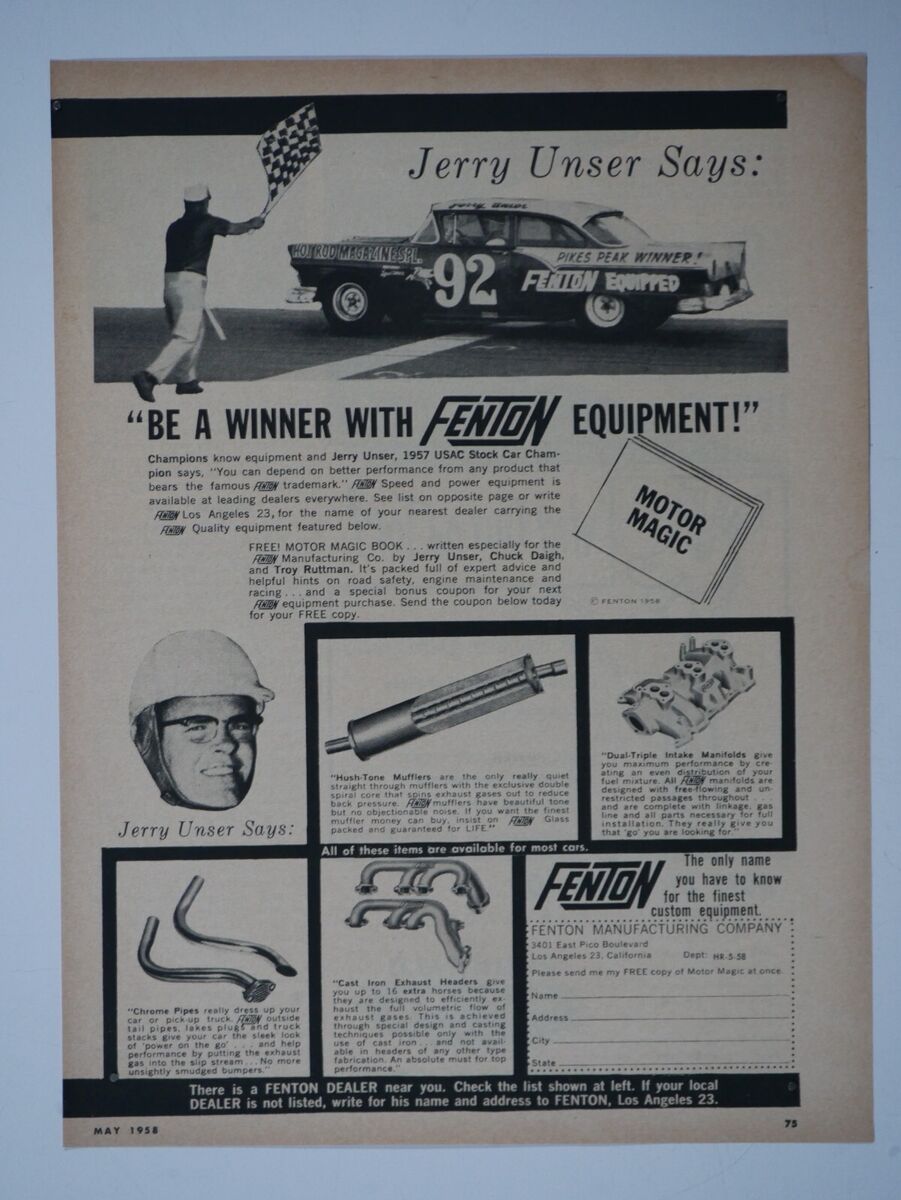 Jerry Unser Says:
Jerry Unser
HOT ROD MAGAZINE SPL.
92
PIKES PEAK WINNER!
FENTON EQUIPPED
"BE A WINNER WITH FENTON EQUIPMENT!"
Champions know equipment and Jerry Unser, 1957 USAC Stock Car Cham-
pion says, "You can depend on better performance from any product that
bears the famous FENTON trademark." FENTON Speed and power equipment is
available at leading dealers everywhere. See list on opposite page or write
FENTON Los Angeles 23, for the name of your nearest dealer carrying the
FENTON Quality equipment featured below.
FREE! MOTOR MAGIC BOOK . . . written especially for the
FENTON Manufacturing Co. by Jerry Unser, Chuck Daigh,
and Troy Ruttman. It's packed full of expert advice and
helpful hints on road safety, engine maintenance and
racing . . . and a special bonus coupon for your next
FENTON equipment purchase. Send the coupon below today
for your FREE copy.
MOTOR
MAGIC
© FENTON 1958
Jerry Unser Says:
"Hush-Tone Mufflers are the only really quiet
straight through mufflers with the exclusive double
spiral core that spins exhaust gases out to reduce
back pressure. FENTON mufflers have beautiful tone
but no objectionable noise. If you want the finest
muffler money can buy, insist on FENTON Glass
packed and guaranteed for LIFE."
"Dual-Triple Intake Manifolds give
you maximum performance by cre-
ating an even distribution of your
fuel mixture. All FENTON manifolds are
designed with free-flowing and un-
restricted passages throughout . . .
and are complete with linkage, gas
line and all parts necessary for full
installation. They really give you
that 'go' you are looking for."
All of these items are available for most cars.
"Chrome Pipes really dress up your
car or pick-up truck. FENTON outside
tail pipes, lakes plugs and truck
stacks give your car the sleek look
of 'power on the go' . . . and help
performance by putting the exhaust
gas into the slip stream . . . No more
unsightly smudged bumpers."
"Cast Iron Exhaust Headers give
you up to 16 extra horses because
they are designed to efficiently ex-
haust the full volumetric flow of
exhaust gases. This is achieved
through special design and casting
techniques possible only with the
use of cast iron . . . and not avail-
able in headers of any other type
fabrication. An absolute must for top
performance."
FENTON
The only name
you have to know
for the finest
custom equipment.
FENTON MANUFACTURING COMPANY
3401 East Pico Boulevard
Los Angeles 23, California Dept: HR-5-58
Please send me my FREE copy of Motor Magic at once.
Name
Address
City
State
There is a FENTON DEALER near you. Check the list shown at left. If your local
DEALER is not listed, write for his name and address to FENTON, Los Angeles 23.
MAY 1958
75